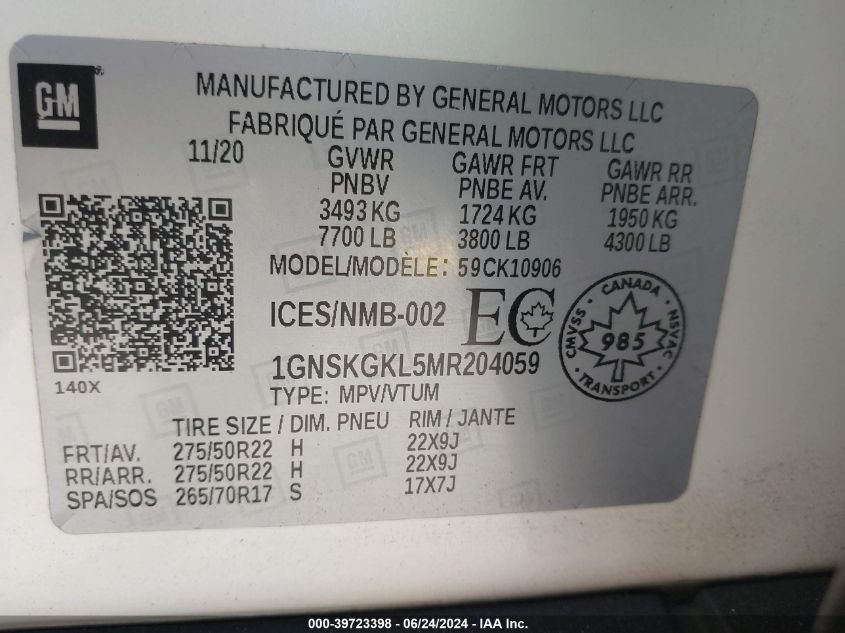 GM
MANUFACTURED BY GENERAL MOTORS LLC
FABRIQUÉ PAR GENERAL MOTORS LLC
11/20 GVWR GAWR FRT GAWR RR
PNBV PNBE AV. PNBE ARR.
3493 KG 1724 KG 1950 KG
7700 LB 3800 LB 4300 LB
MODEL/MODÈLE: 59CK10906
ICES/NMB-002 EC
CANADA
CMVSS NSVAC
985
TRANSPORT
1GNSKGKL5MR204059
140X
TYPE: MPV/VTUM
TIRE SIZE / DIM. PNEU RIM / JANTE
FRT/AV. 275/50R22 H 22X9J
RR/ARR. 275/50R22 H 22X9J
SPA/SOS 265/70R17 S 17X7J
000-39723398 - 06/24/2024 - IAA Inc.